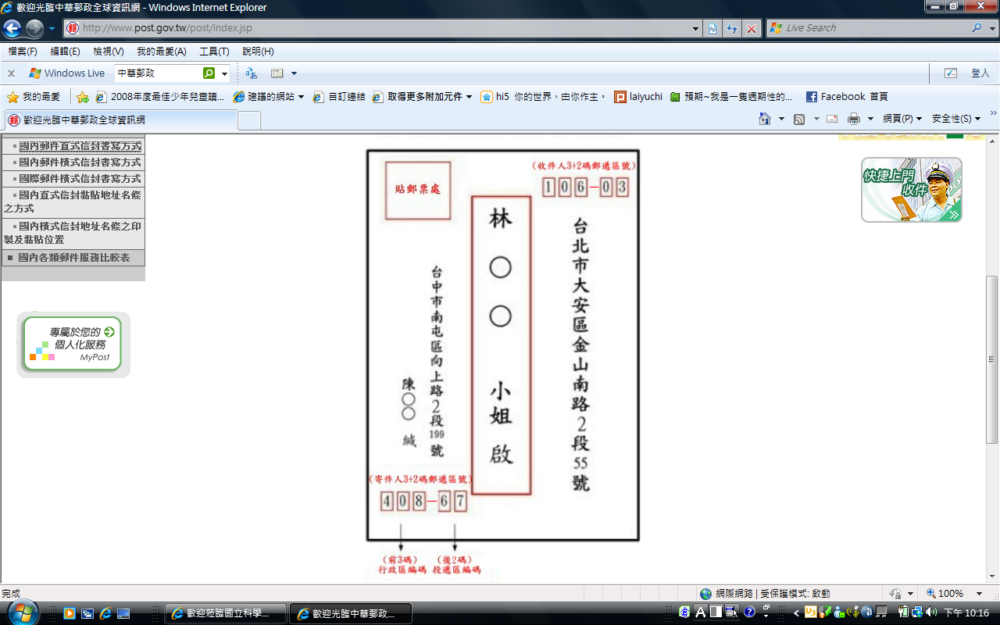 歡迎光臨中華郵政全球資訊網 - Windows Internet Explorer
http://www.post.gov.tw/post/index.jsp
Live Search
檔案(F) 編輯(E) 檢視(V) 我的最愛(A) 工具(T) 說明(H)
Windows Live 中華郵政 登入
我的最愛 2008年度最佳少年兒童讀... 建議的網站 自訂連結 取得更多附加元件 hi5 你的世界，由你作主。 laiyuchi 預期~我是一隻週期性的... Facebook 首頁
歡迎光臨中華郵政全球資訊網 網頁(P) 安全性(S)
國內郵件直式信封書寫方式
國內郵件橫式信封書寫方式
國際郵件橫式信封書寫方式
國內直式信封黏貼地址名條
之方式
國內橫式信封地址名條之印
製及黏貼位置
國內各類郵件服務比較表
專屬於您的
個人化服務
MyPost
快捷上門
收件
(收件人3+2碼郵遞區號)
106-03
台北市大安區金山南路2段55號
林○○ 小姐 啟
貼郵票處
台中市南屯區向上路2段199號
陳○○ 緘
(寄件人3+2碼郵遞區號)
408-67
(前3碼)
行政區編碼
(後2碼)
投遞區編碼
完成 網際網路 | 受保護模式: 啟動 100%
歡迎蒞臨國立科學... 歡迎光臨中華郵政... 下午 10:16